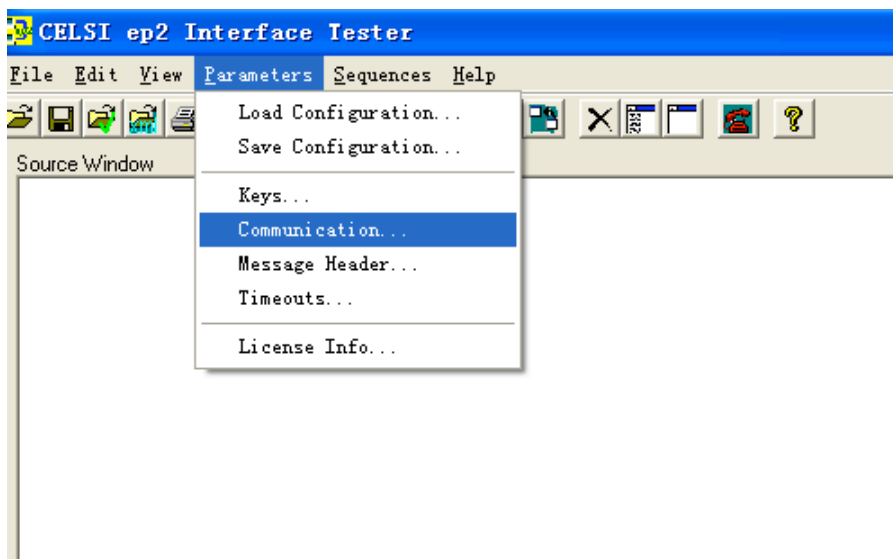 CELSI ep2 Interface Tester
File Edit View Parameters Sequences Help
Load Configuration...
Save Configuration...
Source Window
Keys...
Communication...
Message Header...
Timeouts...
License Info...